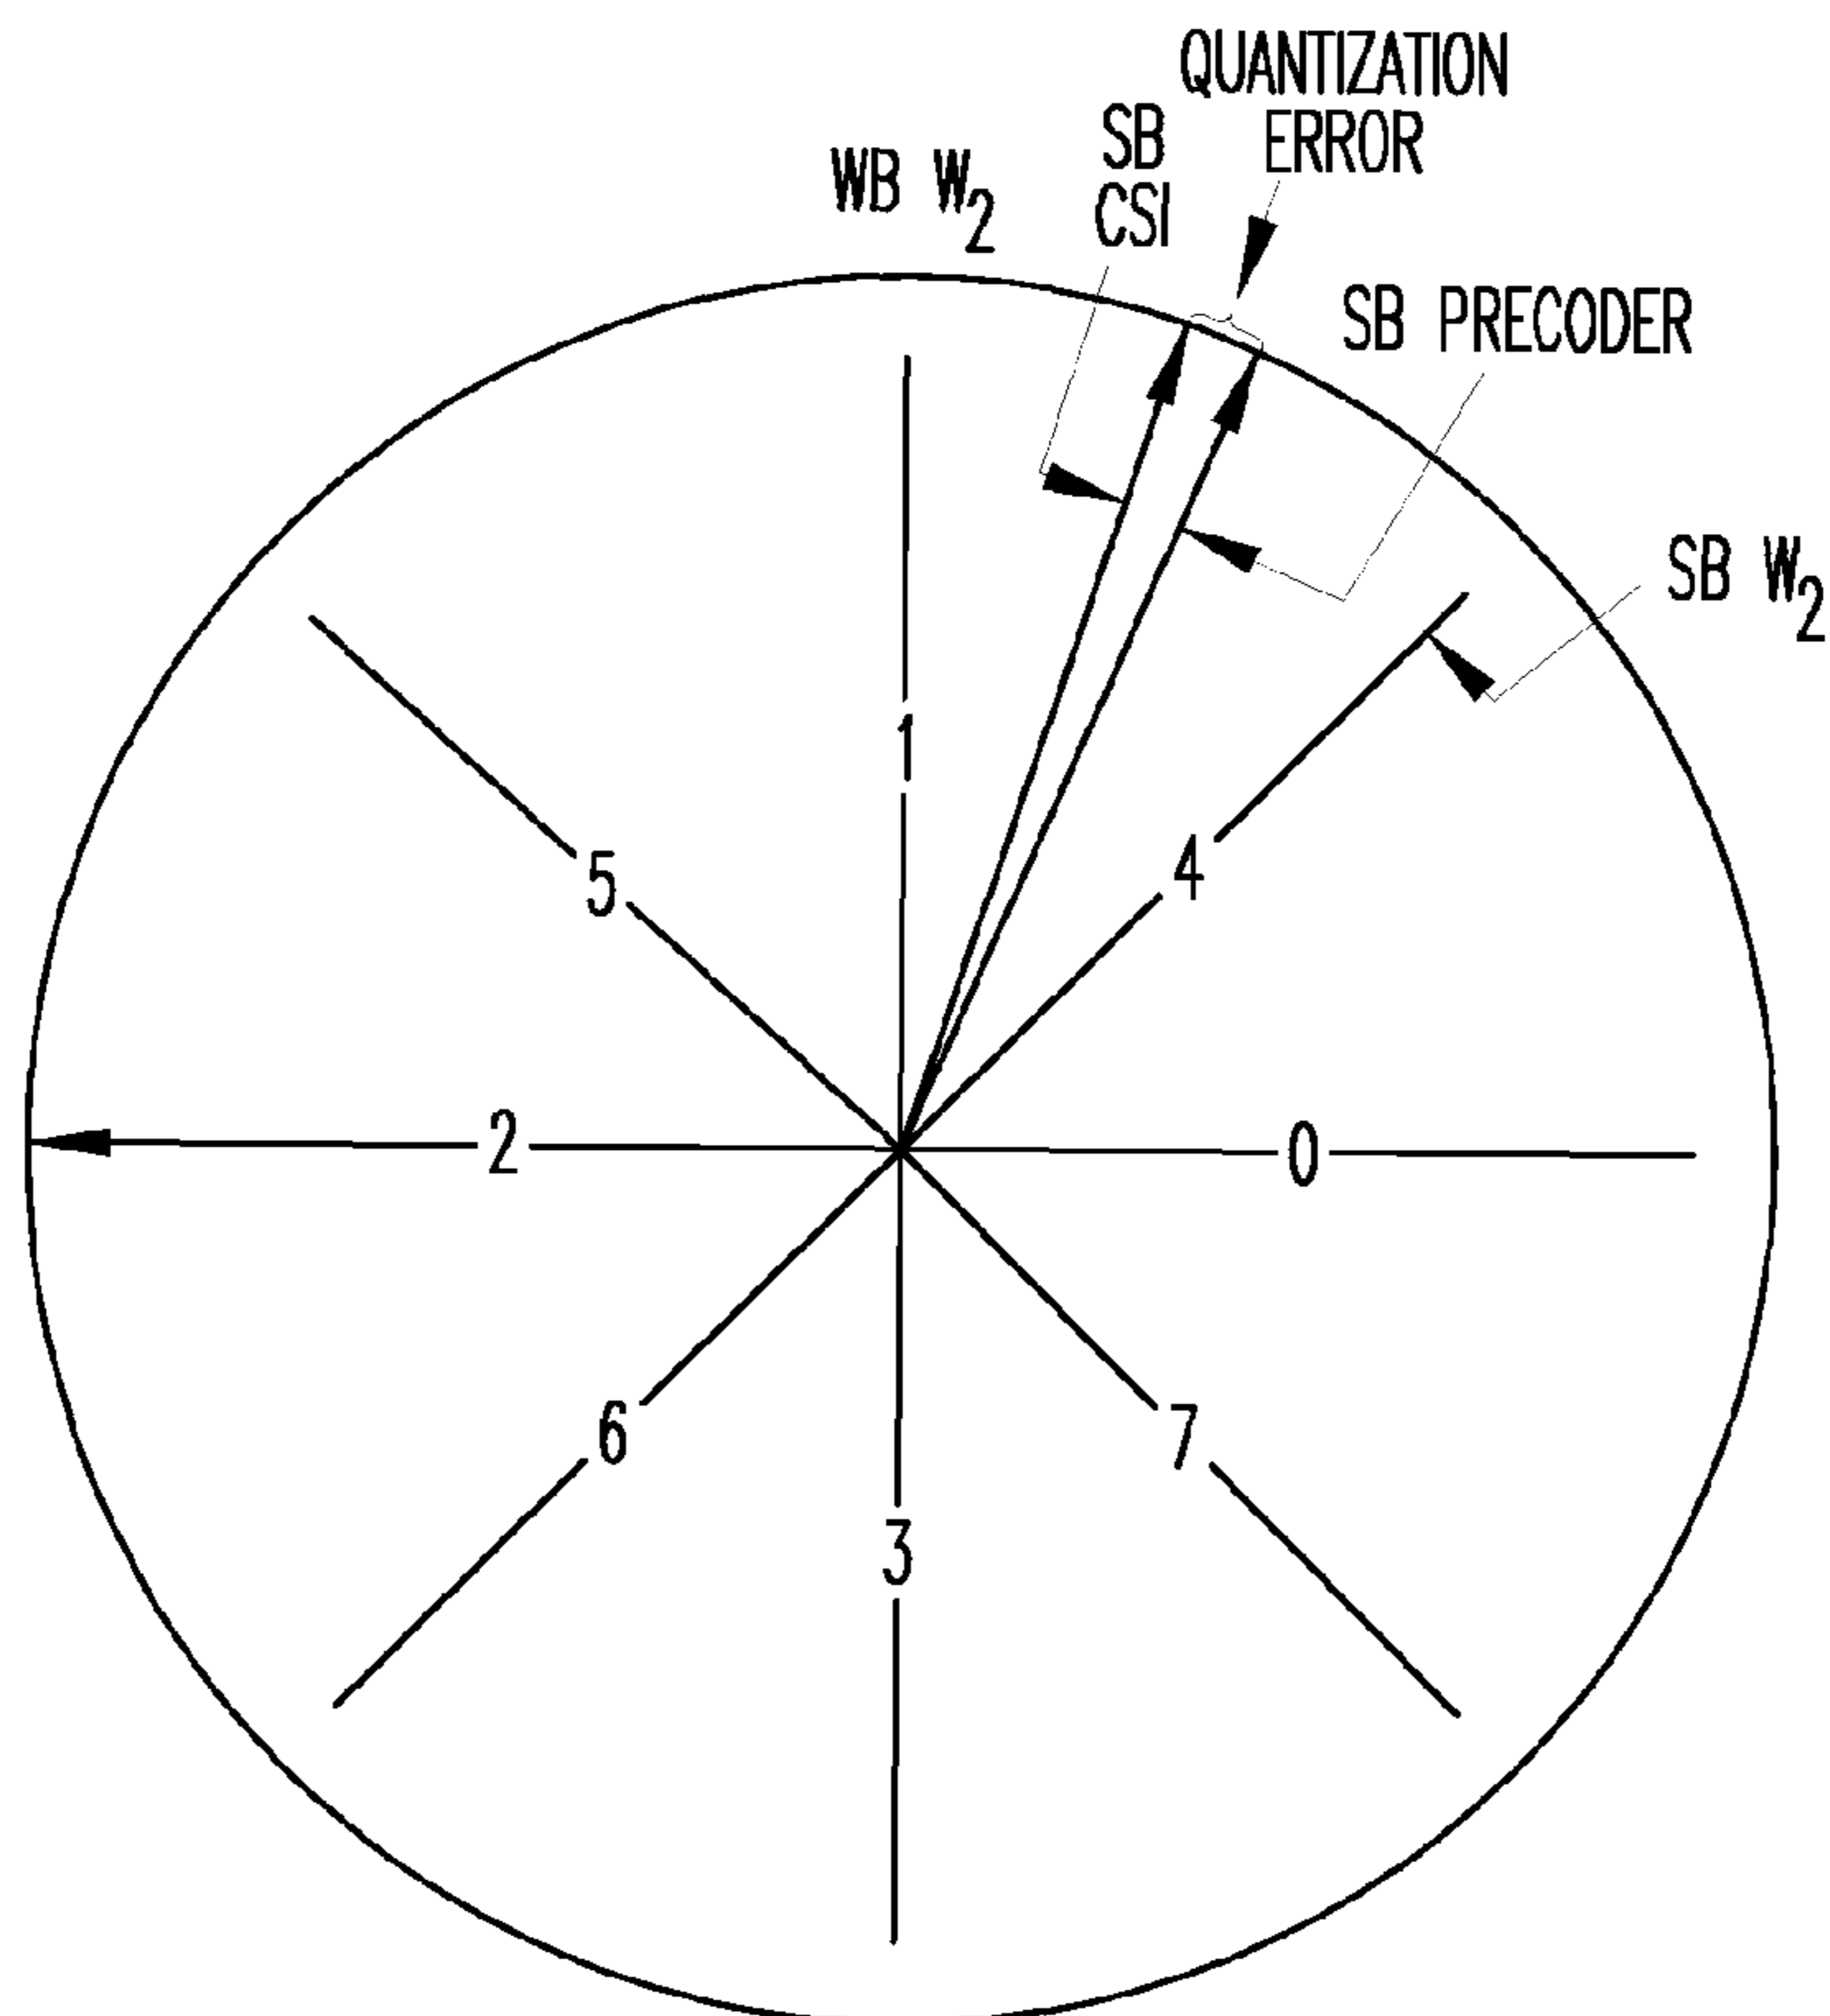 QUANTIZATION
ERROR
SB
CSI
WB W2
SB PRECODER
SB W2
1
4
5
2
0
6
7
3